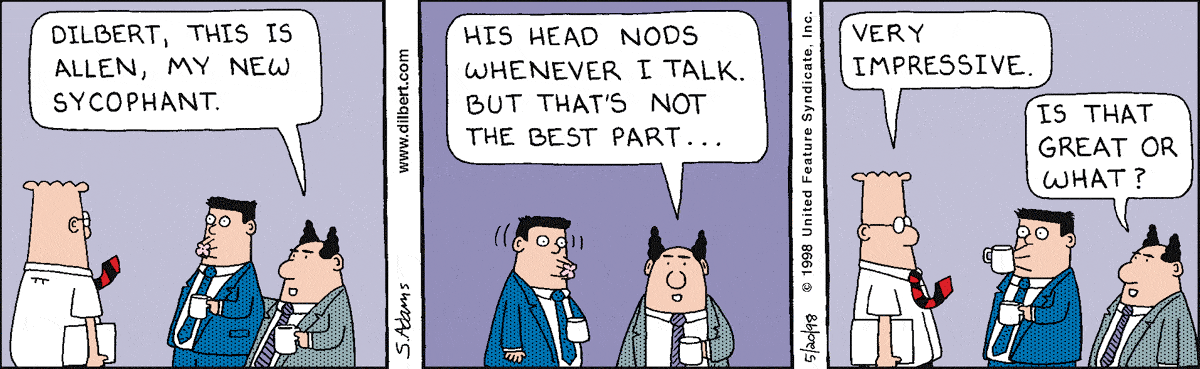 DILBERT, THIS IS
ALLEN, MY NEW
SYCOPHANT.
www.dilbert.com
S. Adams
HIS HEAD NODS
WHENEVER I TALK.
BUT THAT'S NOT
THE BEST PART...
5/20/98 © 1998 United Feature Syndicate, Inc.
VERY
IMPRESSIVE.
IS THAT
GREAT OR
WHAT?